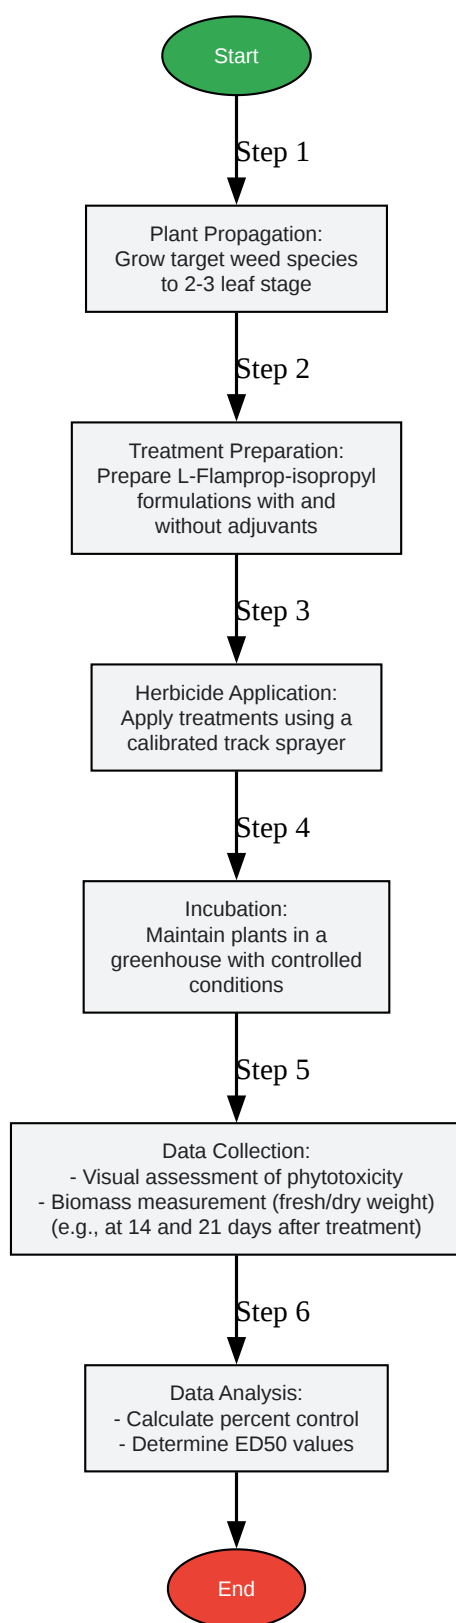 Start
Step 1
Plant Propagation:
Grow target weed species
to 2-3 leaf stage
Step 2
Treatment Preparation:
Prepare L-Flamprop-isopropyl
formulations with and
without adjuvants
Step 3
Herbicide Application:
Apply treatments using a
calibrated track sprayer
Step 4
Incubation:
Maintain plants in a
greenhouse with controlled
conditions
Step 5
Data Collection:
- Visual assessment of phytotoxicity
- Biomass measurement (fresh/dry weight)
(e.g., at 14 and 21 days after treatment)
Step 6
Data Analysis:
- Calculate percent control
- Determine ED50 values
End